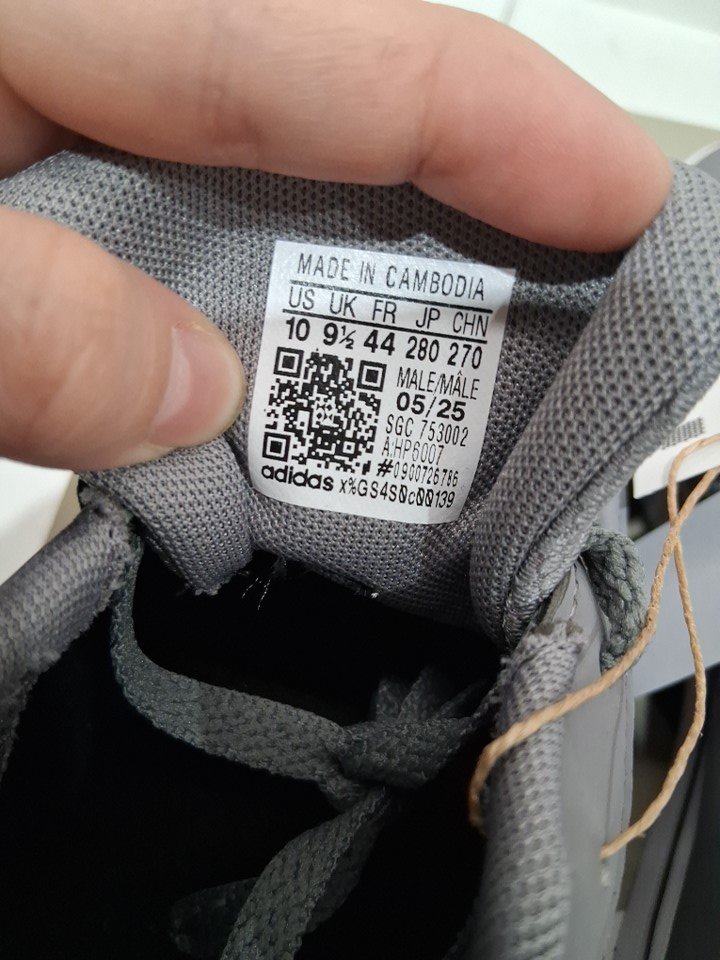 MADE IN CAMBODIA
US UK FR JP CHN
10 9½ 44 280 270
MALE/MÂLE
05/25
SGC 753002
A:HP6007
#0900726786
adidas x%GS4S0c00139